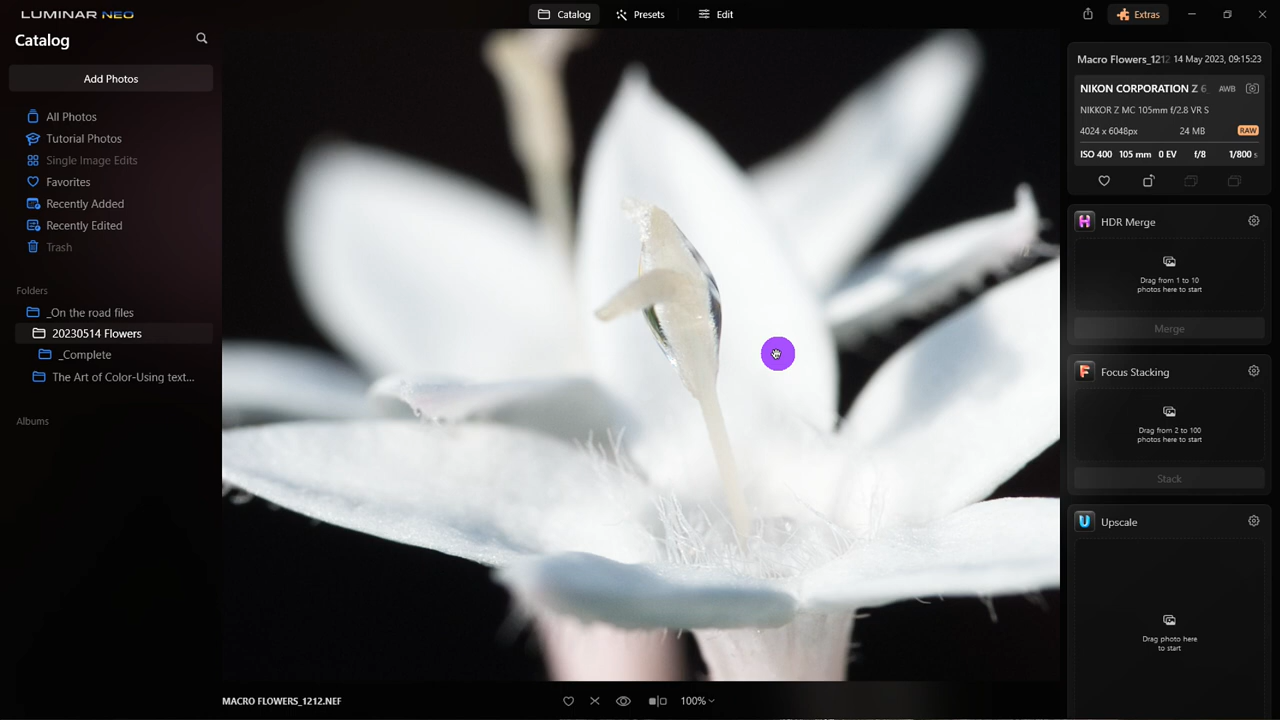 LUMINAR NEO
Catalog
Presets
Edit
Extras
Catalog
Add Photos
All Photos
Tutorial Photos
Single Image Edits
Favorites
Recently Added
Recently Edited
Trash
Folders
_On the road files
20230514 Flowers
_Complete
The Art of Color-Using text...
Albums
MACRO FLOWERS_1212.NEF
100%
Macro Flowers_1212 14 May 2023, 09:15:23
NIKON CORPORATION Z 6_ AWB
NIKKOR Z MC 105mm f/2.8 VR S
4024 x 6048px 24 MB RAW
ISO 400 105 mm 0 EV f/8 1/800 s
HDR Merge
Drag from 1 to 10
photos here to start
Merge
Focus Stacking
Drag from 2 to 100
photos here to start
Stack
Upscale
Drag photo here
to start